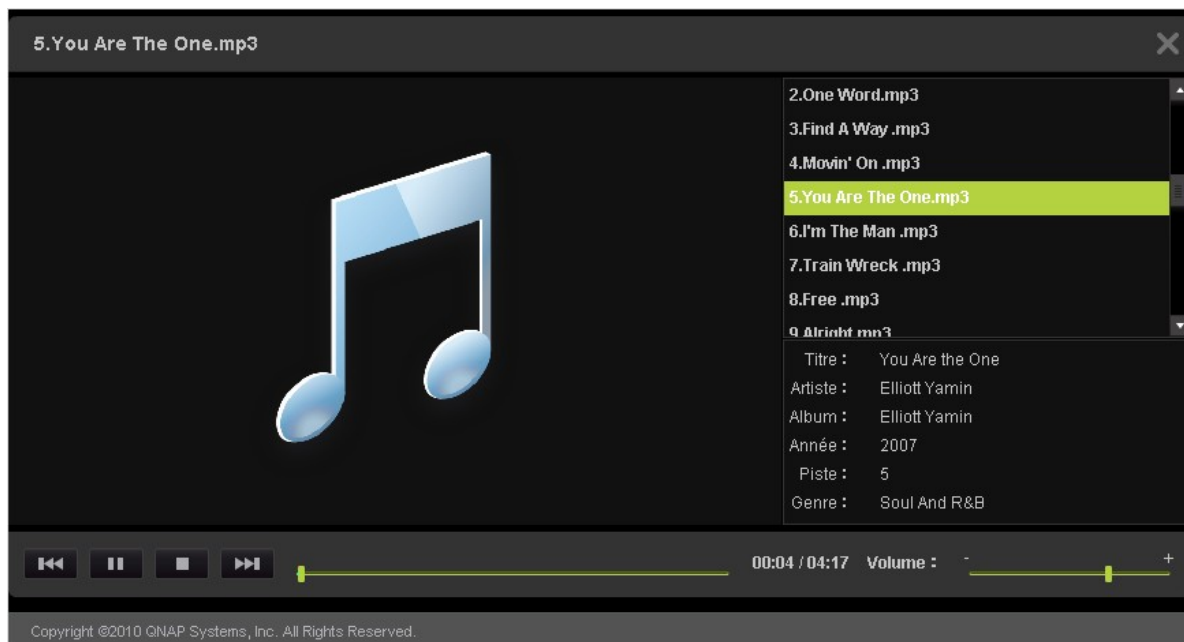 5.You Are The One.mp3
2.One Word.mp3
3.Find A Way .mp3
4.Movin' On .mp3
5.You Are The One.mp3
6.I'm The Man .mp3
7.Train Wreck .mp3
8.Free .mp3
9.Alright.mp3
Titre : You Are the One
Artiste : Elliott Yamin
Album : Elliott Yamin
Année : 2007
Piste : 5
Genre : Soul And R&B
00:04 / 04:17 Volume : - +
Copyright ©2010 QNAP Systems, Inc. All Rights Reserved.